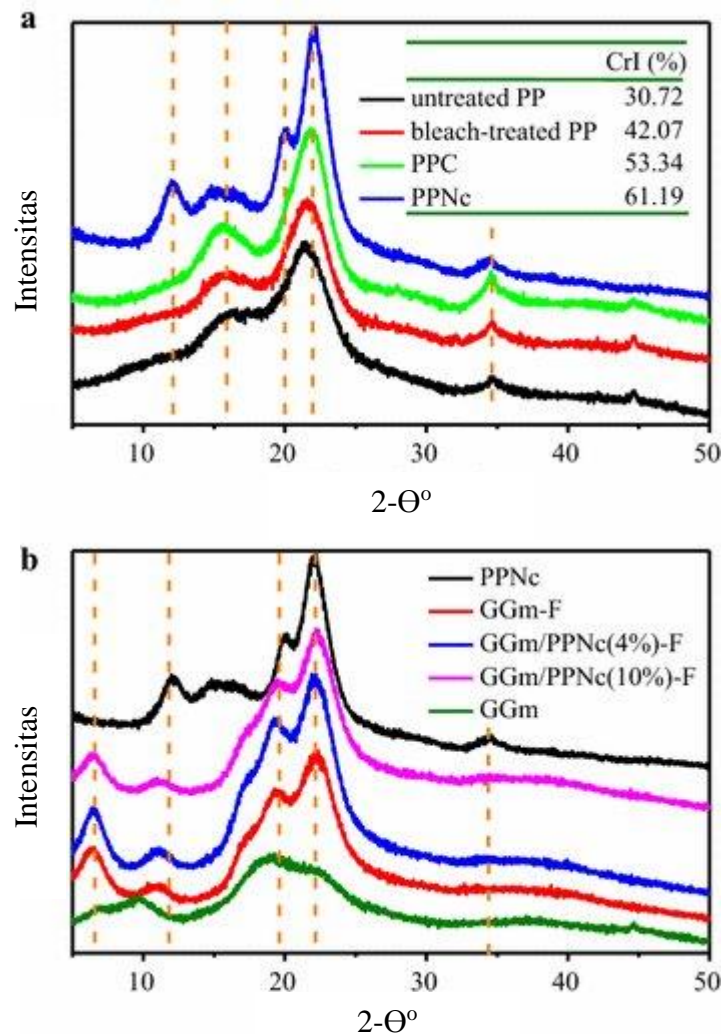 a
CrI (%)
untreated PP 30.72
bleach-treated PP 42.07
PPC 53.34
PPNc 61.19
Intensitas
10 20 30 40 50
2-Ɵº
b
PPNc
GGm-F
GGm/PPNc(4%)-F
GGm/PPNc(10%)-F
GGm
Intensitas
10 20 30 40 50
2-Ɵº